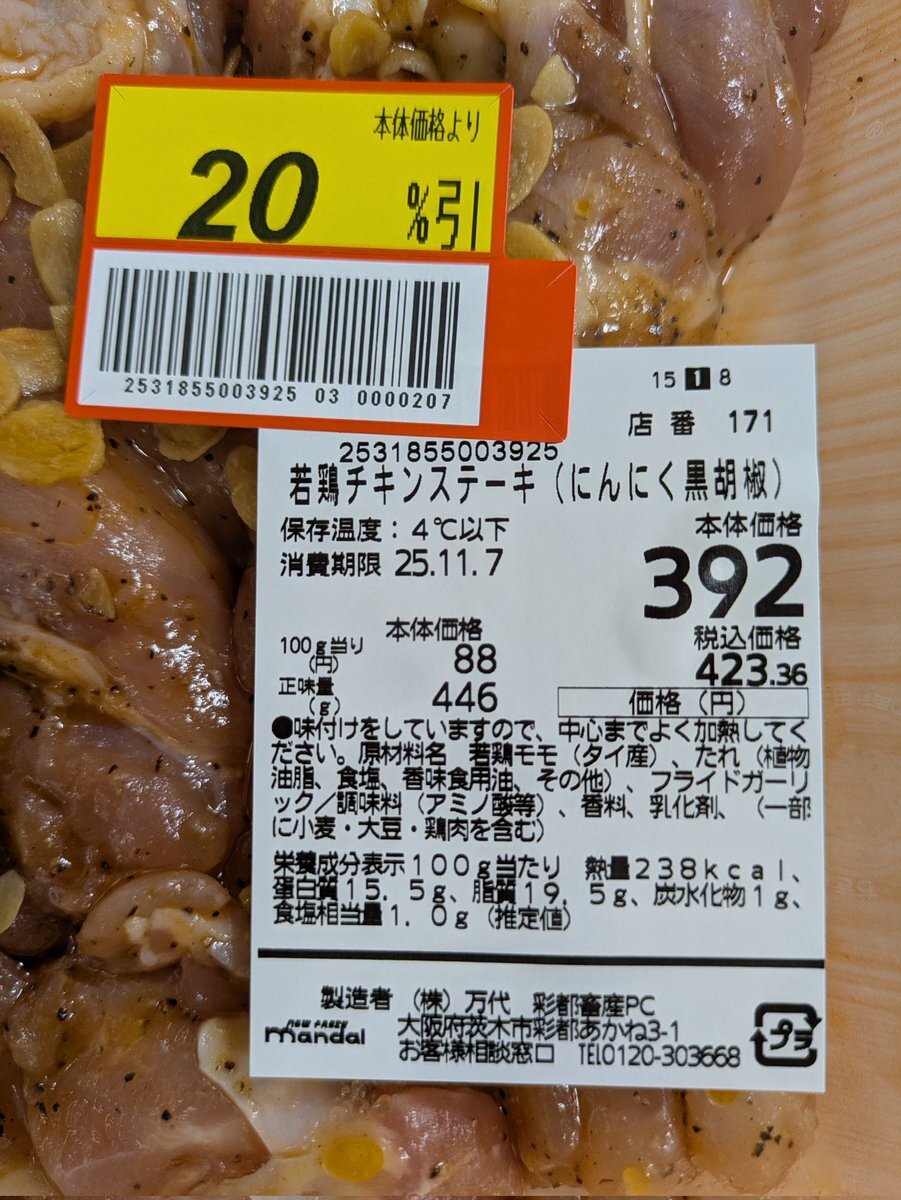 本体価格より
20 %引
2531855003925 03 0000207
15 1 8
店番 171
2531855003925
若鶏チキンステーキ(にんにく黒胡椒)
保存温度:4℃以下
本体価格
消費期限 25.11.7
392
本体価格
税込価格
100g当り(円) 88
423.36
正味量(g) 446
価格(円)
●味付けをしていますので、中心までよく加熱してく
ださい。原材料名 若鶏モモ(タイ産)、たれ(植物
油脂、食塩、香味食用油、その他)、フライドガーリ
ック/調味料(アミノ酸等)、香料、乳化剤、(一部
に小麦・大豆・鶏肉を含む)
栄養成分表示100g当たり 熱量238kcal、
蛋白質15.5g、脂質19.5g、炭水化物1g、
食塩相当量1.0g(推定値)
製造者 (株)万代 彩都畜産PC
大阪府茨木市彩都あかね3-1
お客様相談窓口 TEL0120-303668
mandai
プラ